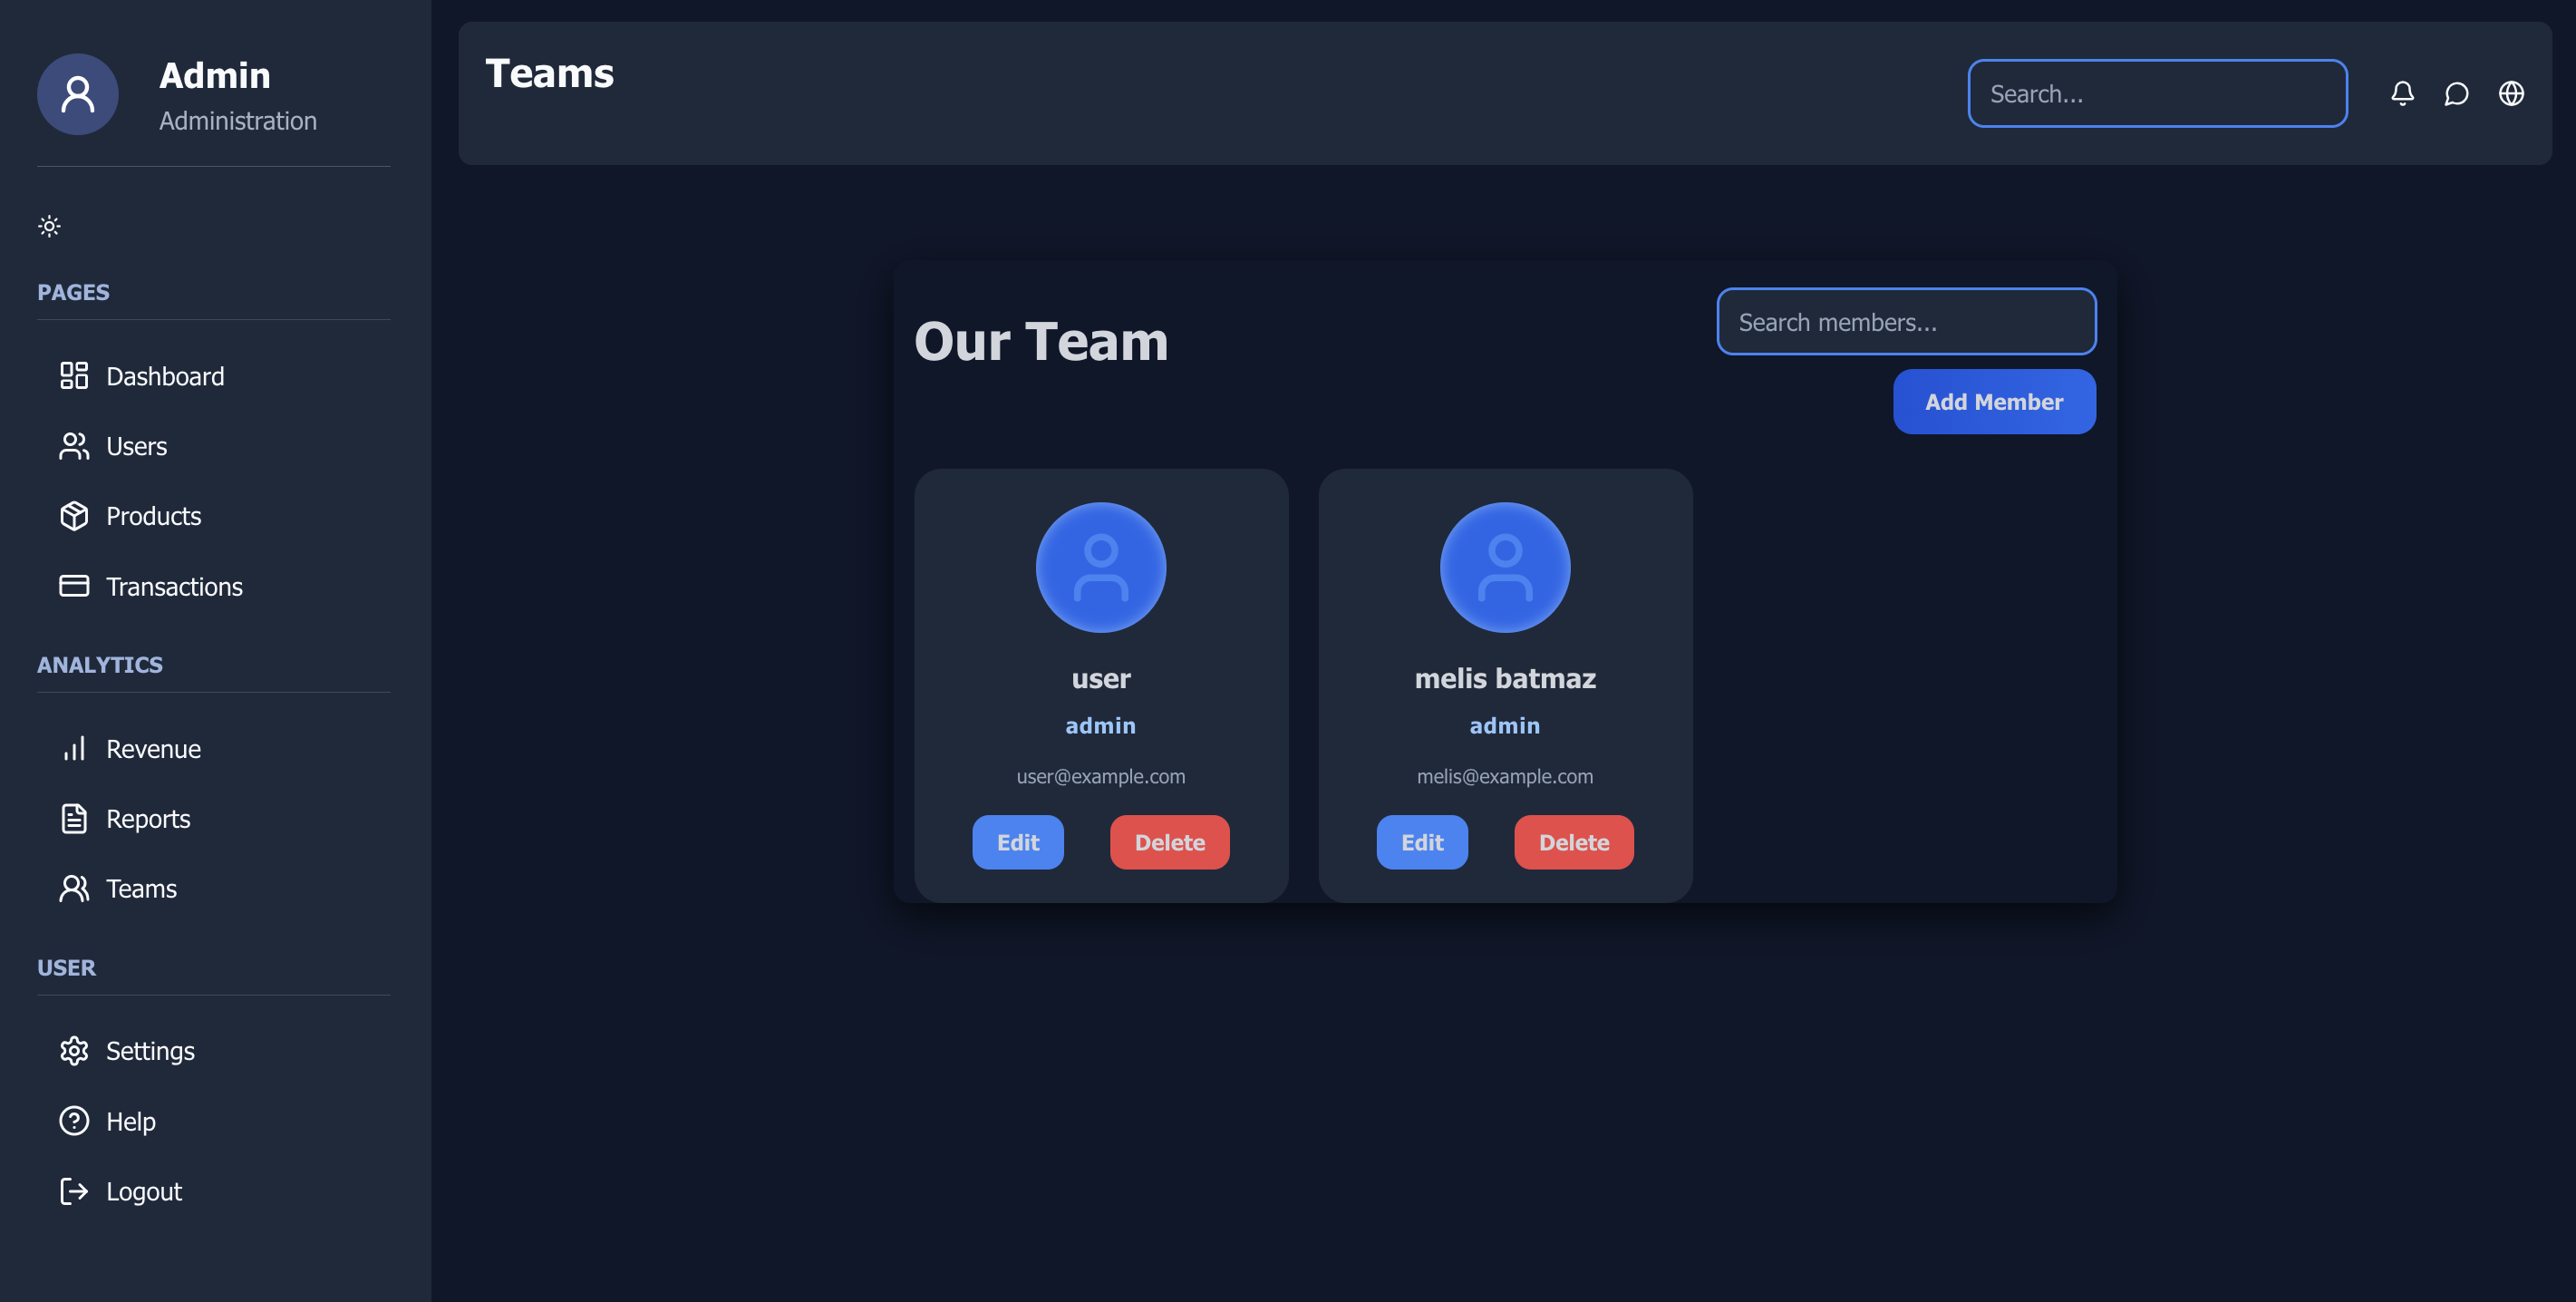 Admin
Administration
PAGES
Dashboard
Users
Products
Transactions
ANALYTICS
Revenue
Reports
Teams
USER
Settings
Help
Logout
Teams
Search...
Our Team
Search members...
Add Member
user
admin
user@example.com
Edit Delete
melis batmaz
admin
melis@example.com
Edit Delete